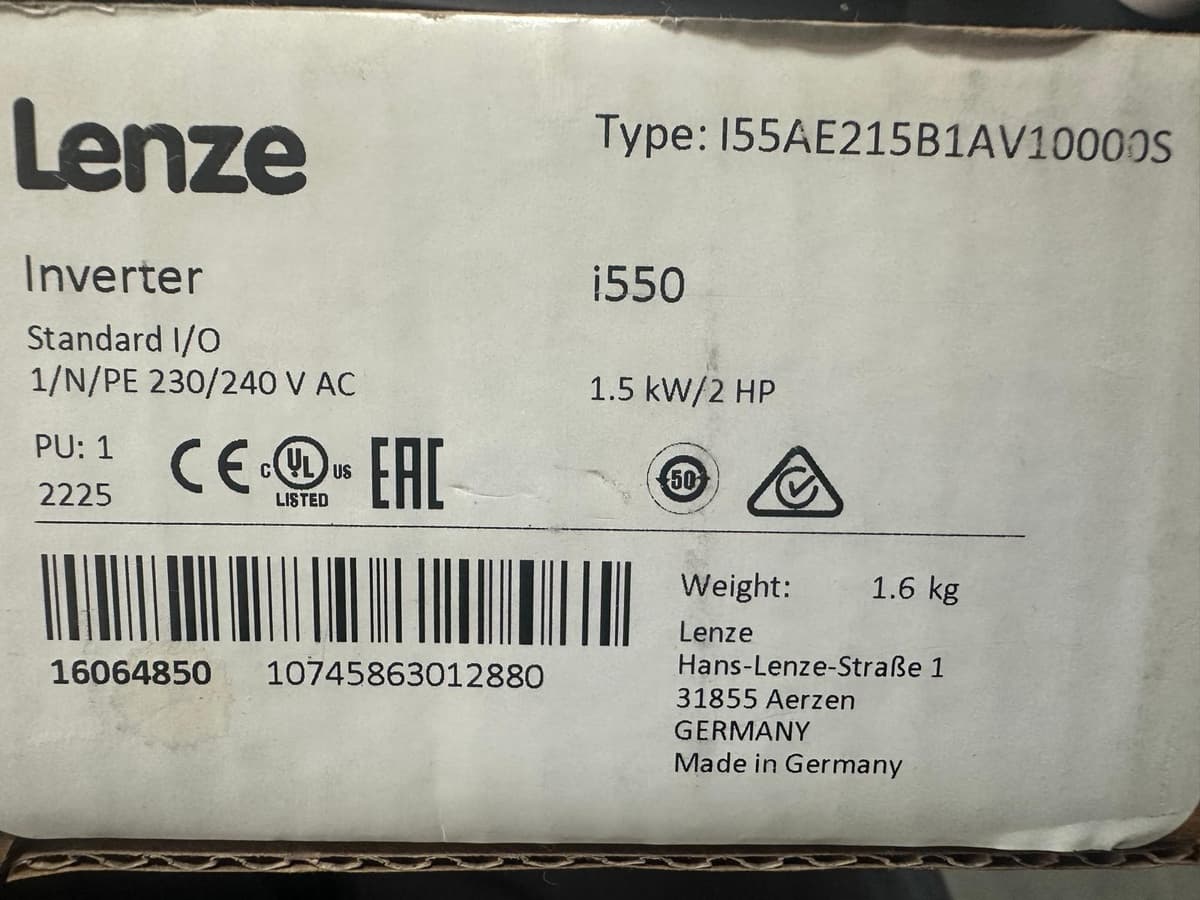 Lenze
Type: I55AE215B1AV10000S
Inverter
i550
Standard I/O
1/N/PE 230/240 V AC
1.5 kW/2 HP
PU: 1
2225
CE
C UL US
LISTED
EAC
50
Weight: 1.6 kg
Lenze
Hans-Lenze-Straße 1
31855 Aerzen
GERMANY
Made in Germany
16064850 10745863012880